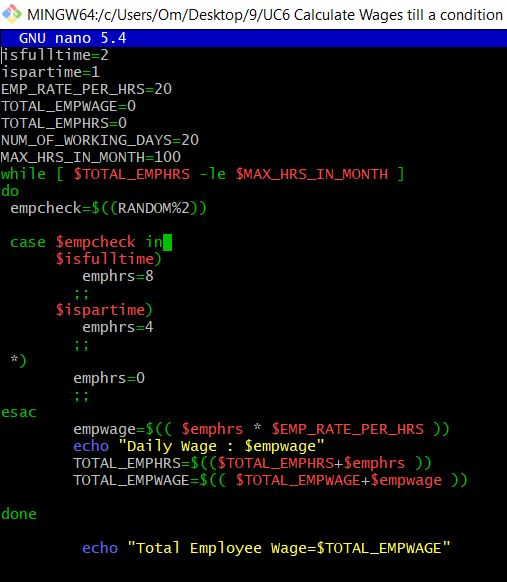 MINGW64:/c/Users/Om/Desktop/9/UC6 Calculate Wages till a condition
GNU nano 5.4
isfulltime=2
ispartime=1
EMP_RATE_PER_HRS=20
TOTAL_EMPWAGE=0
TOTAL_EMPHRS=0
NUM_OF_WORKING_DAYS=20
MAX_HRS_IN_MONTH=100
while [ $TOTAL_EMPHRS -le $MAX_HRS_IN_MONTH ]
do
empcheck=$((RANDOM%2))
case $empcheck in
$isfulltime)
emphrs=8
;;
$ispartime)
emphrs=4
;;
*)
emphrs=0
;;
esac
empwage=$(( $emphrs * $EMP_RATE_PER_HRS ))
echo "Daily Wage : $empwage"
TOTAL_EMPHRS=$(($TOTAL_EMPHRS+$emphrs ))
TOTAL_EMPWAGE=$(( $TOTAL_EMPWAGE+$empwage ))
done
echo "Total Employee Wage=$TOTAL_EMPWAGE"